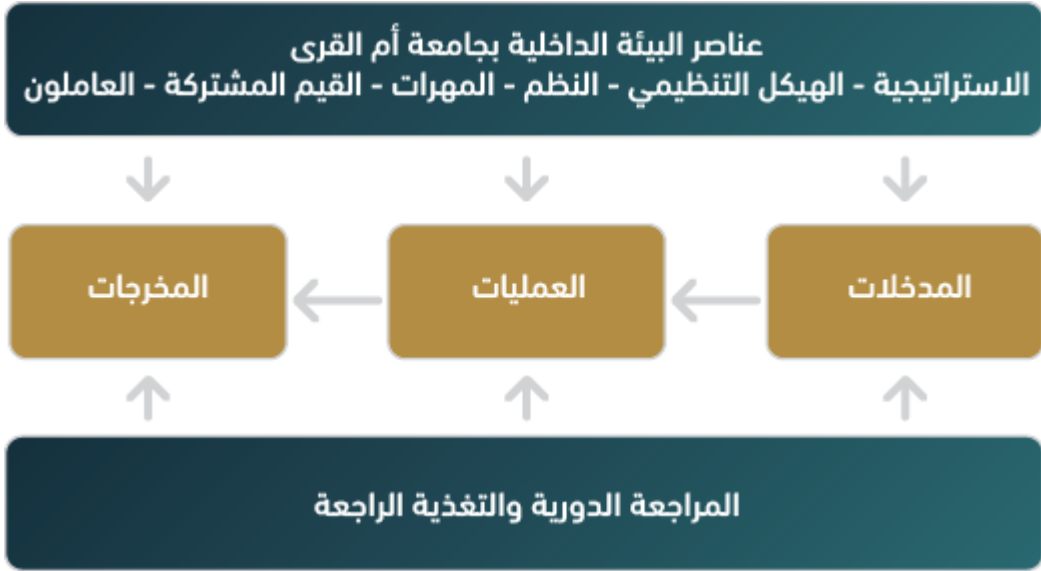 عناصر البيئة الداخلية بجامعة أم القرى
الاستراتيجية - الهيكل التنظيمي - النظم - المهرات - القيم المشتركة - العاملون
المدخلات
العمليات
المخرجات
المراجعة الدورية والتغذية الراجعة